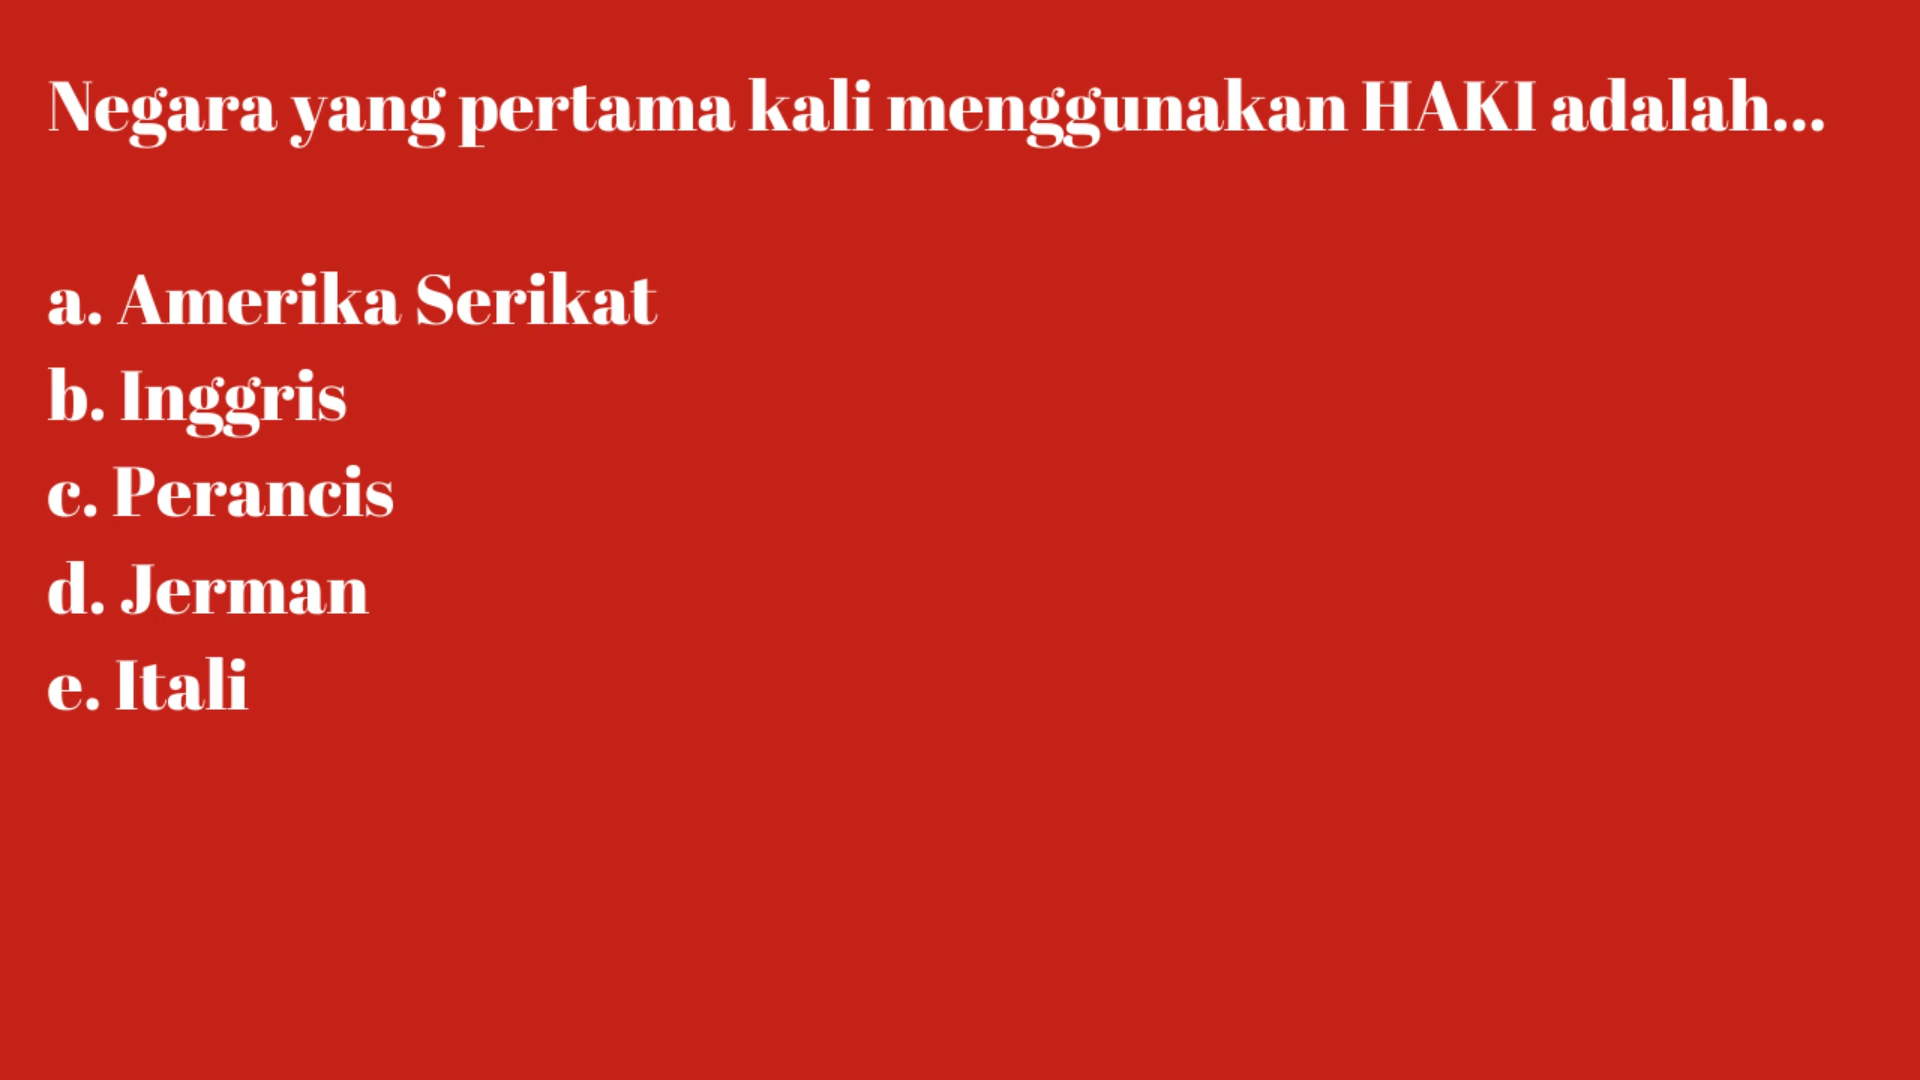 Negara yang pertama kali menggunakan HAKI adalah...
a. Amerika Serikat
b. Inggris
c. Perancis
d. Jerman
e. Itali